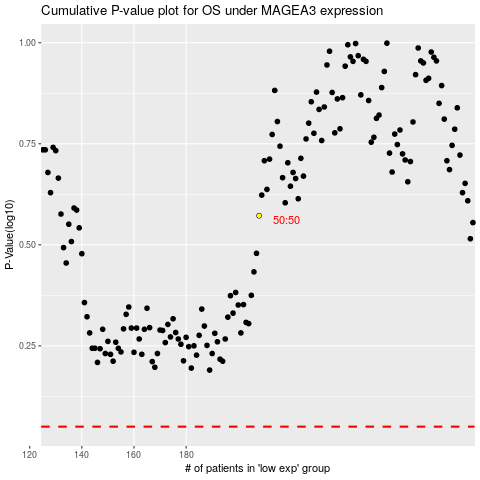 Cumulative P-value plot for OS under MAGEA3 expression
1.00
0.75
0.50
0.25
P-Value(log10)
50:50
120 140 160 180
# of patients in 'low exp' group